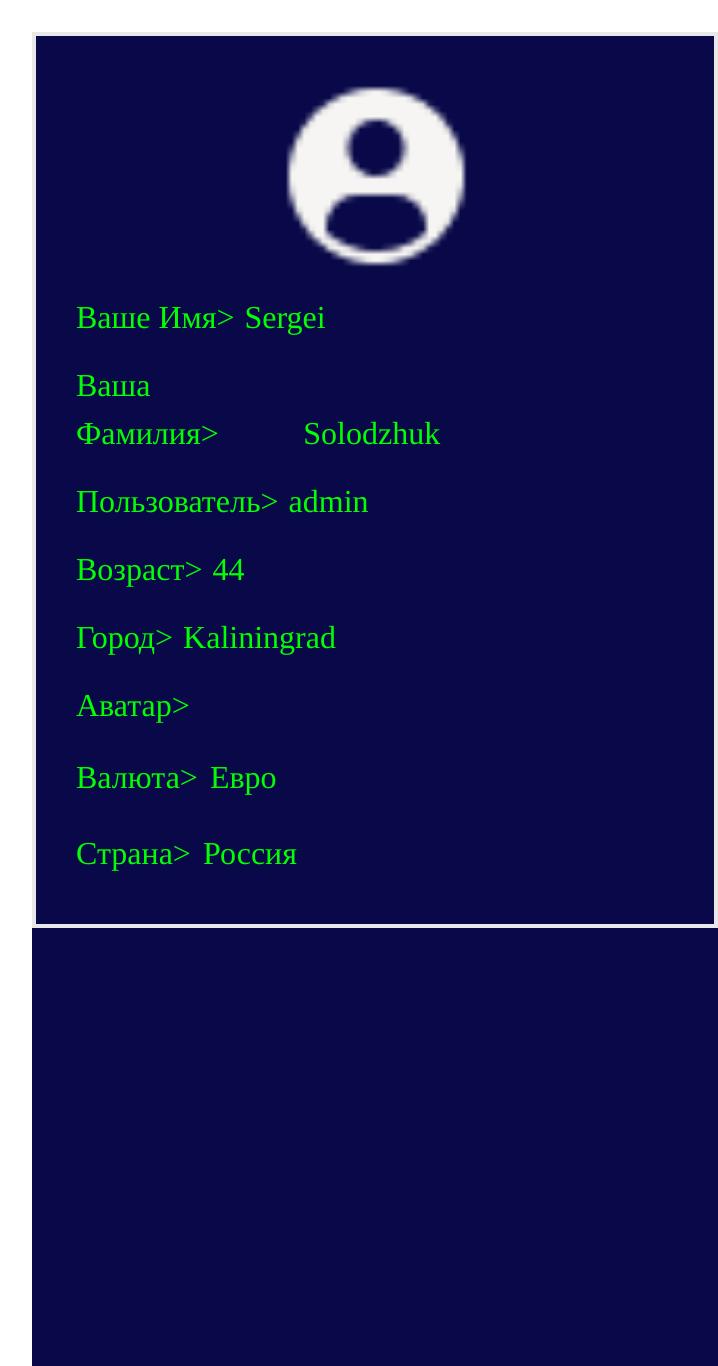 Ваше Имя> Sergei
Ваша
Фамилия> Solodzhuk
Пользователь> admin
Возраст> 44
Город> Kaliningrad
Аватар>
Валюта> Евро
Страна> Россия